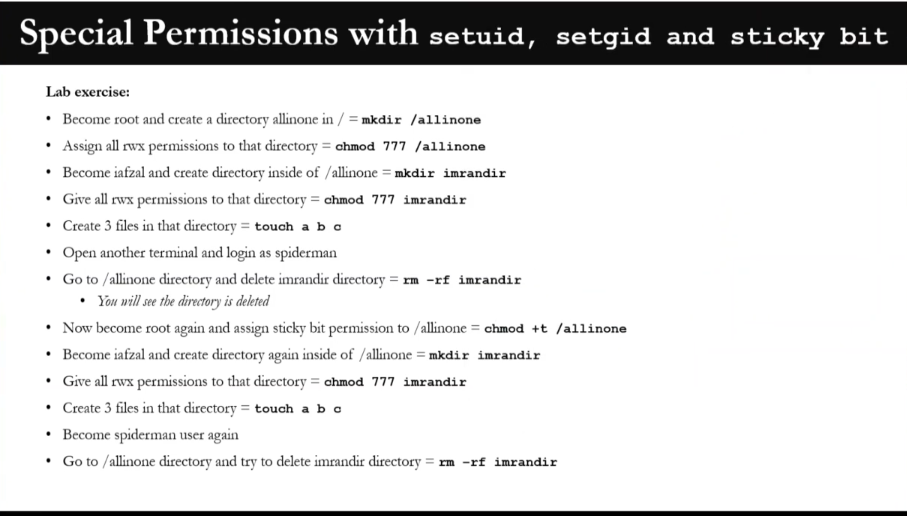 Special Permissions with setuid, setgid and sticky bit
Lab exercise:
• Become root and create a directory allinone in / = mkdir /allinone
• Assign all rwx permissions to that directory = chmod 777 /allinone
• Become iafzal and create directory inside of /allinone = mkdir imrandir
• Give all rwx permissions to that directory = chmod 777 imrandir
• Create 3 files in that directory = touch a b c
• Open another terminal and login as spiderman
• Go to /allinone directory and delete imrandir directory = rm -rf imrandir
• You will see the directory is deleted
• Now become root again and assign sticky bit permission to /allinone = chmod +t /allinone
• Become iafzal and create directory again inside of /allinone = mkdir imrandir
• Give all rwx permissions to that directory = chmod 777 imrandir
• Create 3 files in that directory = touch a b c
• Become spiderman user again
• Go to /allinone directory and try to delete imrandir directory = rm -rf imrandir